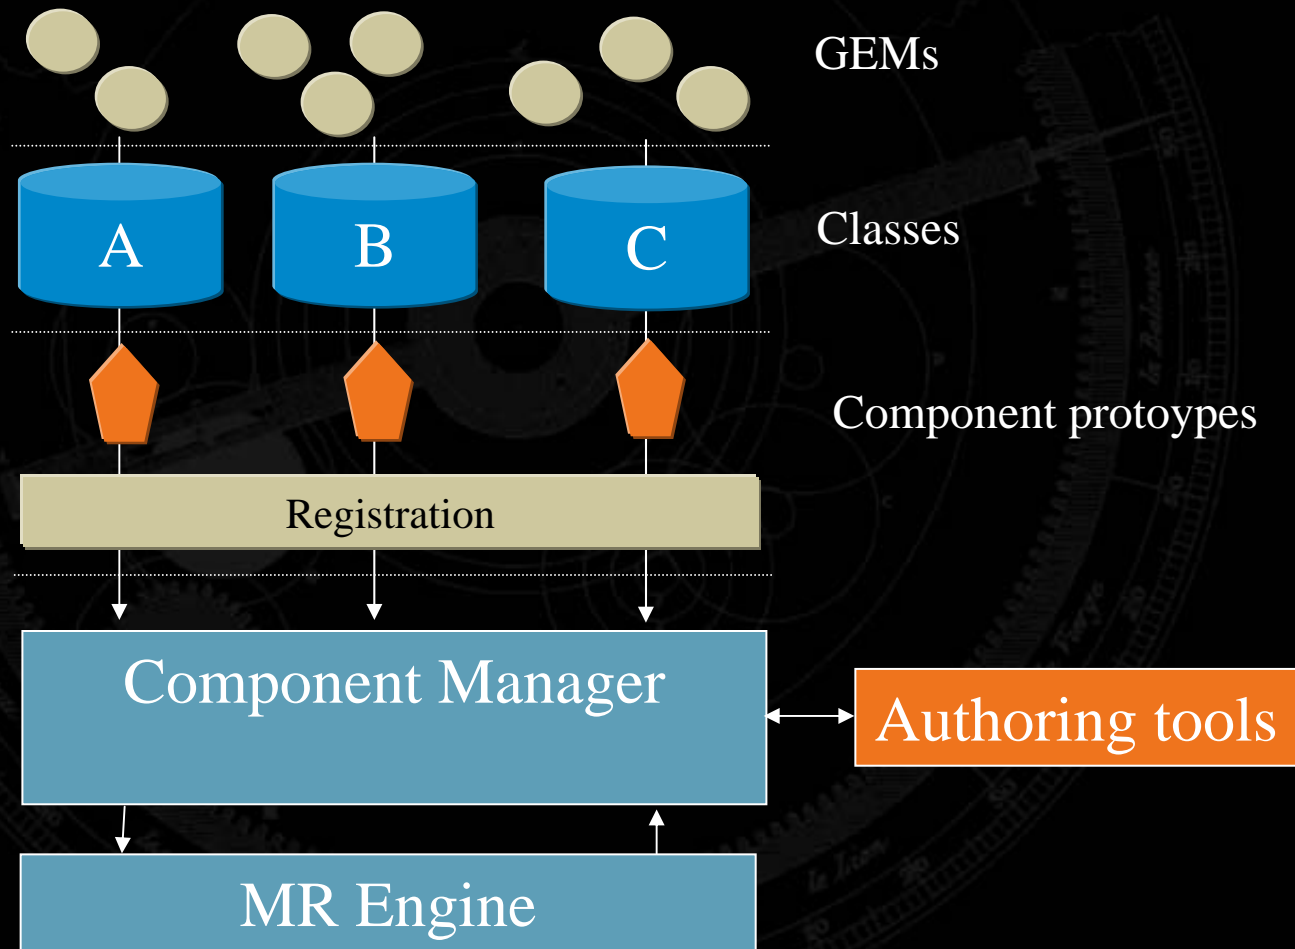 GEMs
A
B
C
Classes
Component protoypes
Registration
Component Manager
Authoring tools
MR Engine